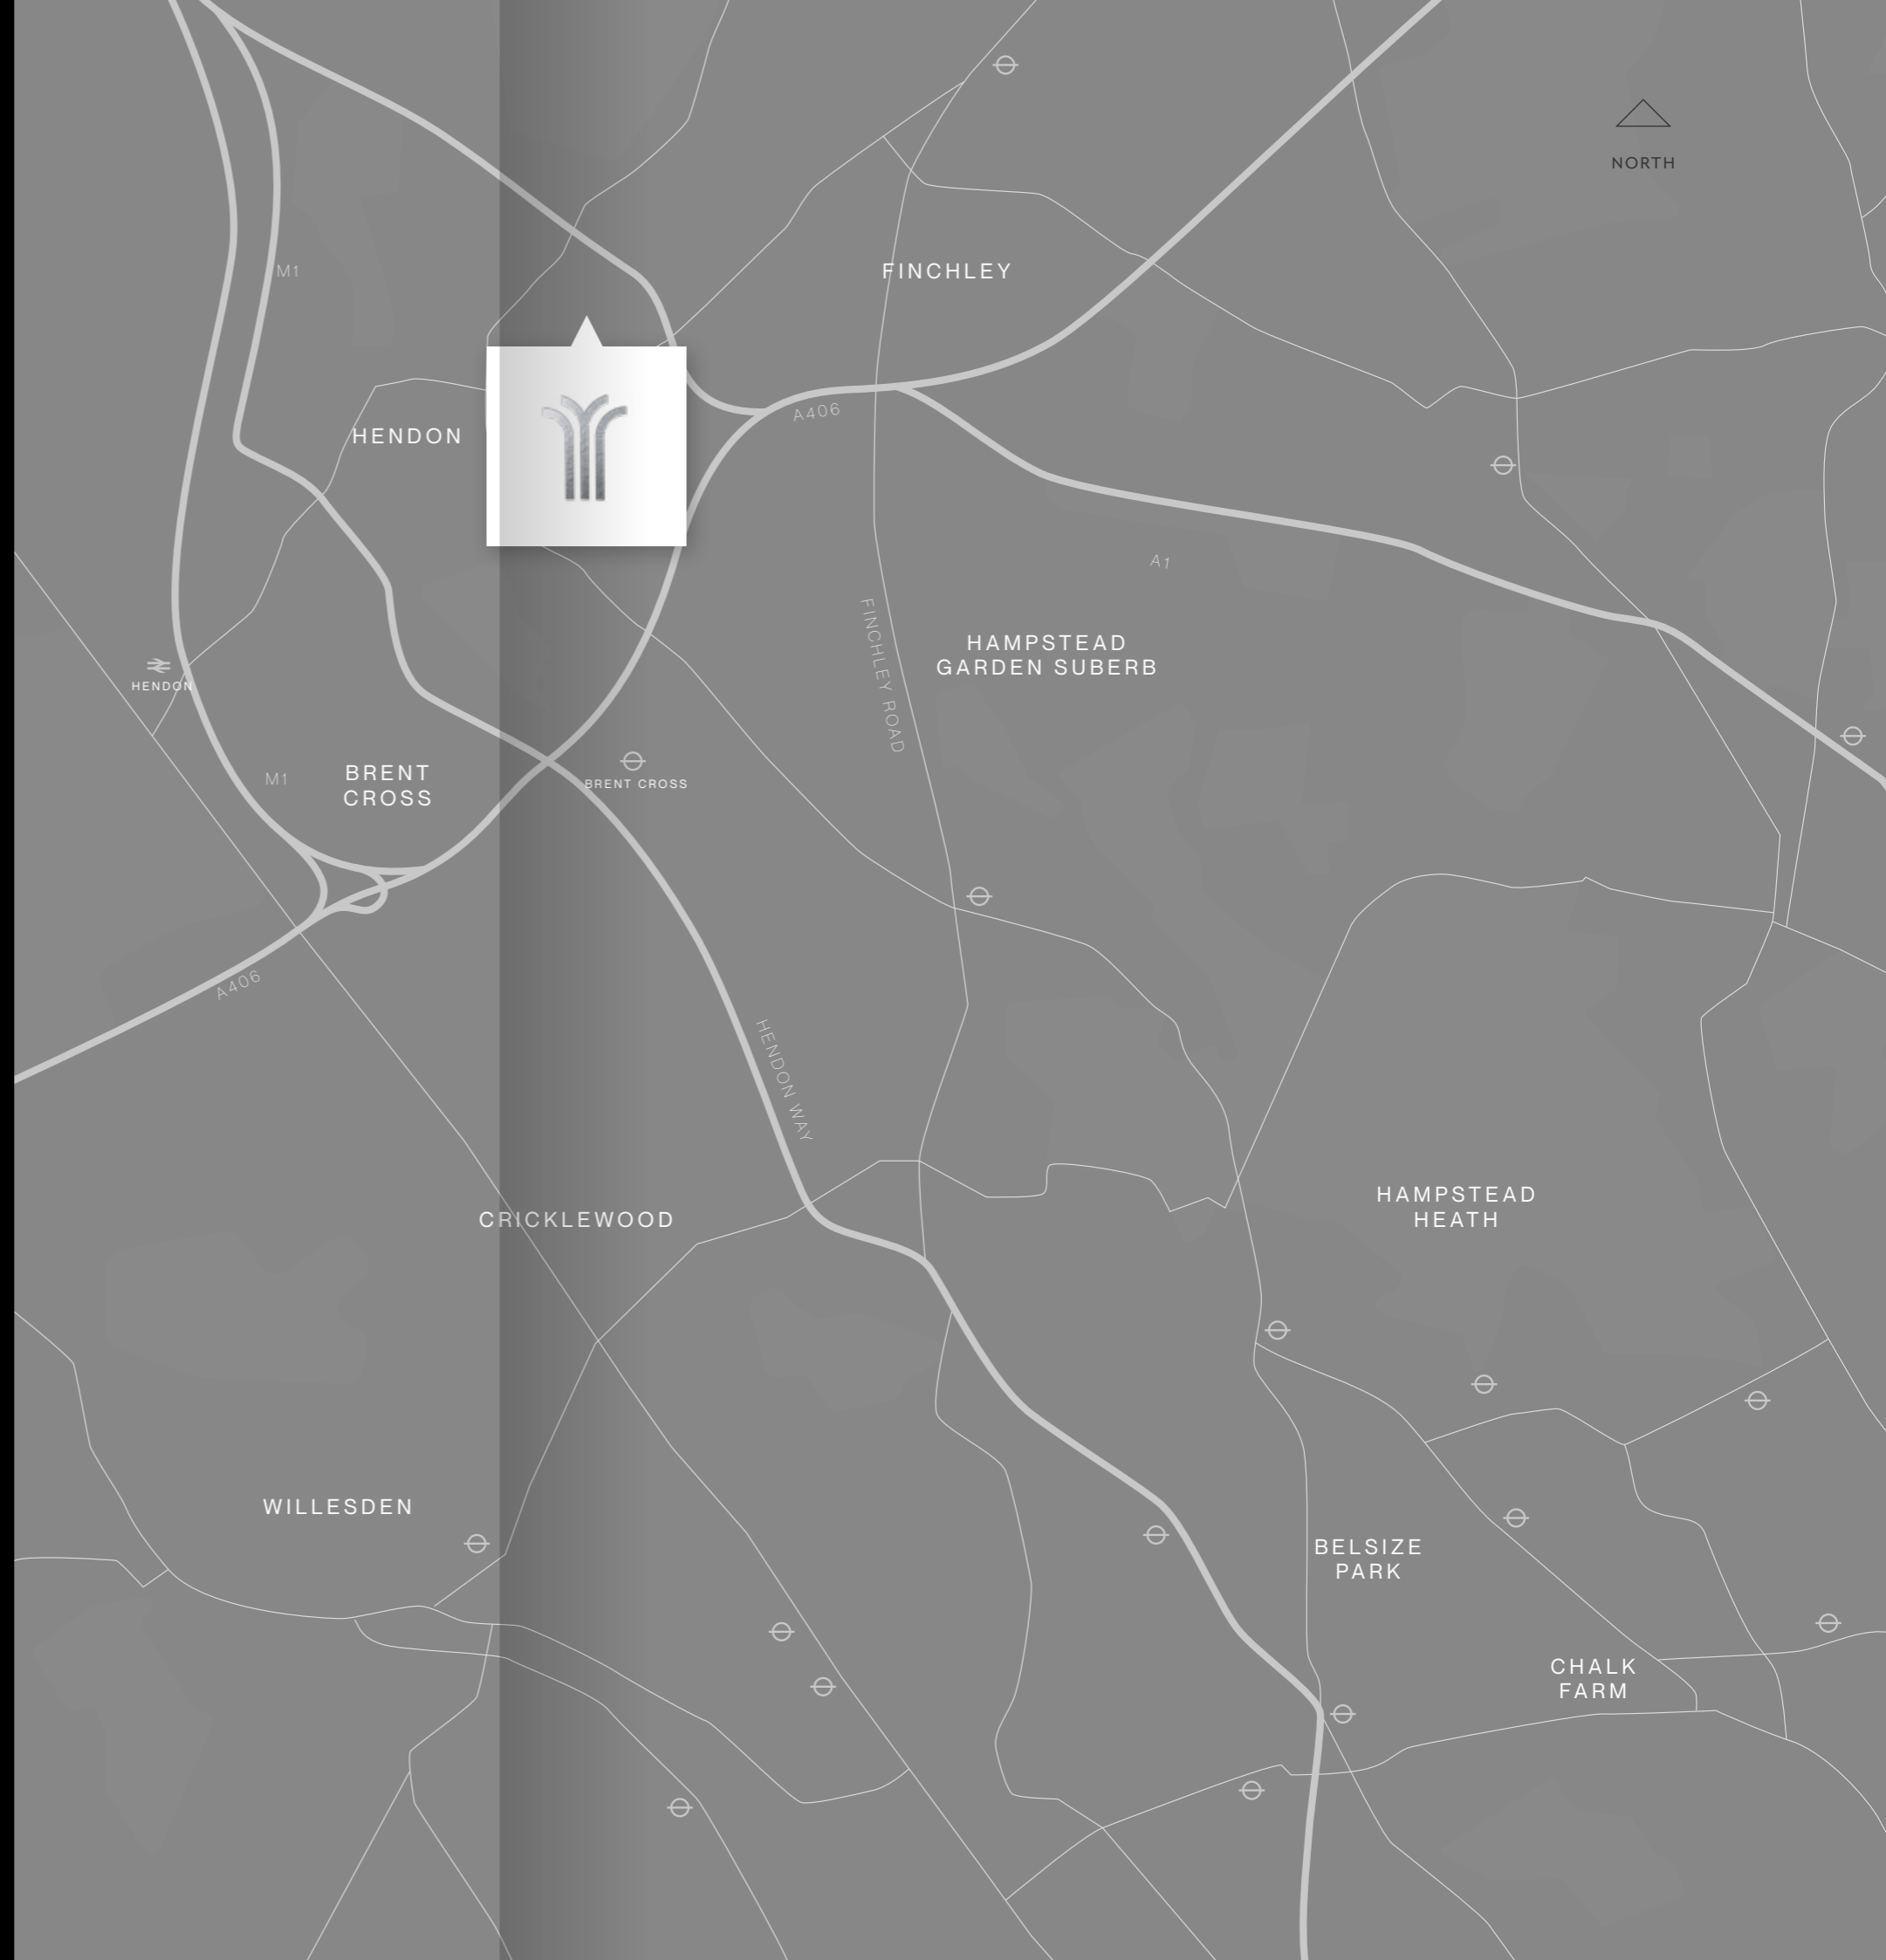 NORTH
M1
FINCHLEY
A406
HENDON
A1
FINCHLEY ROAD
HAMPSTEAD
GARDEN SUBERB
HENDON
BRENT
CROSS
M1
BRENT CROSS
A406
HENDON WAY
CRICKLEWOOD
HAMPSTEAD
HEATH
WILLESDEN
BELSIZE
PARK
CHALK
FARM